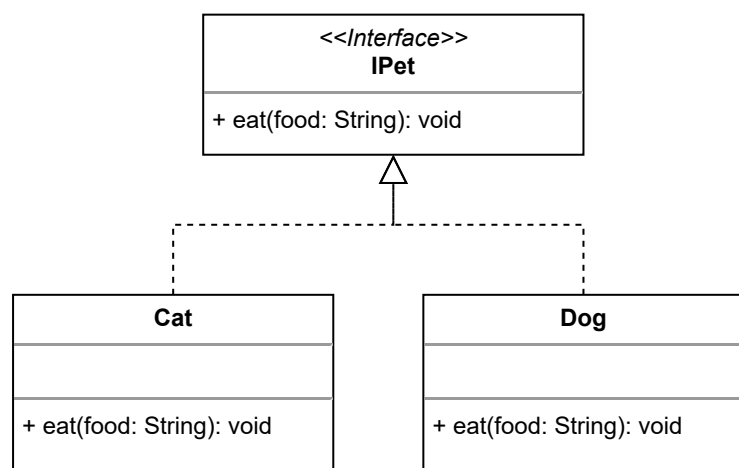 <<Interface>>
IPet
+ eat(food: String): void
Cat
+ eat(food: String): void
Dog
+ eat(food: String): void